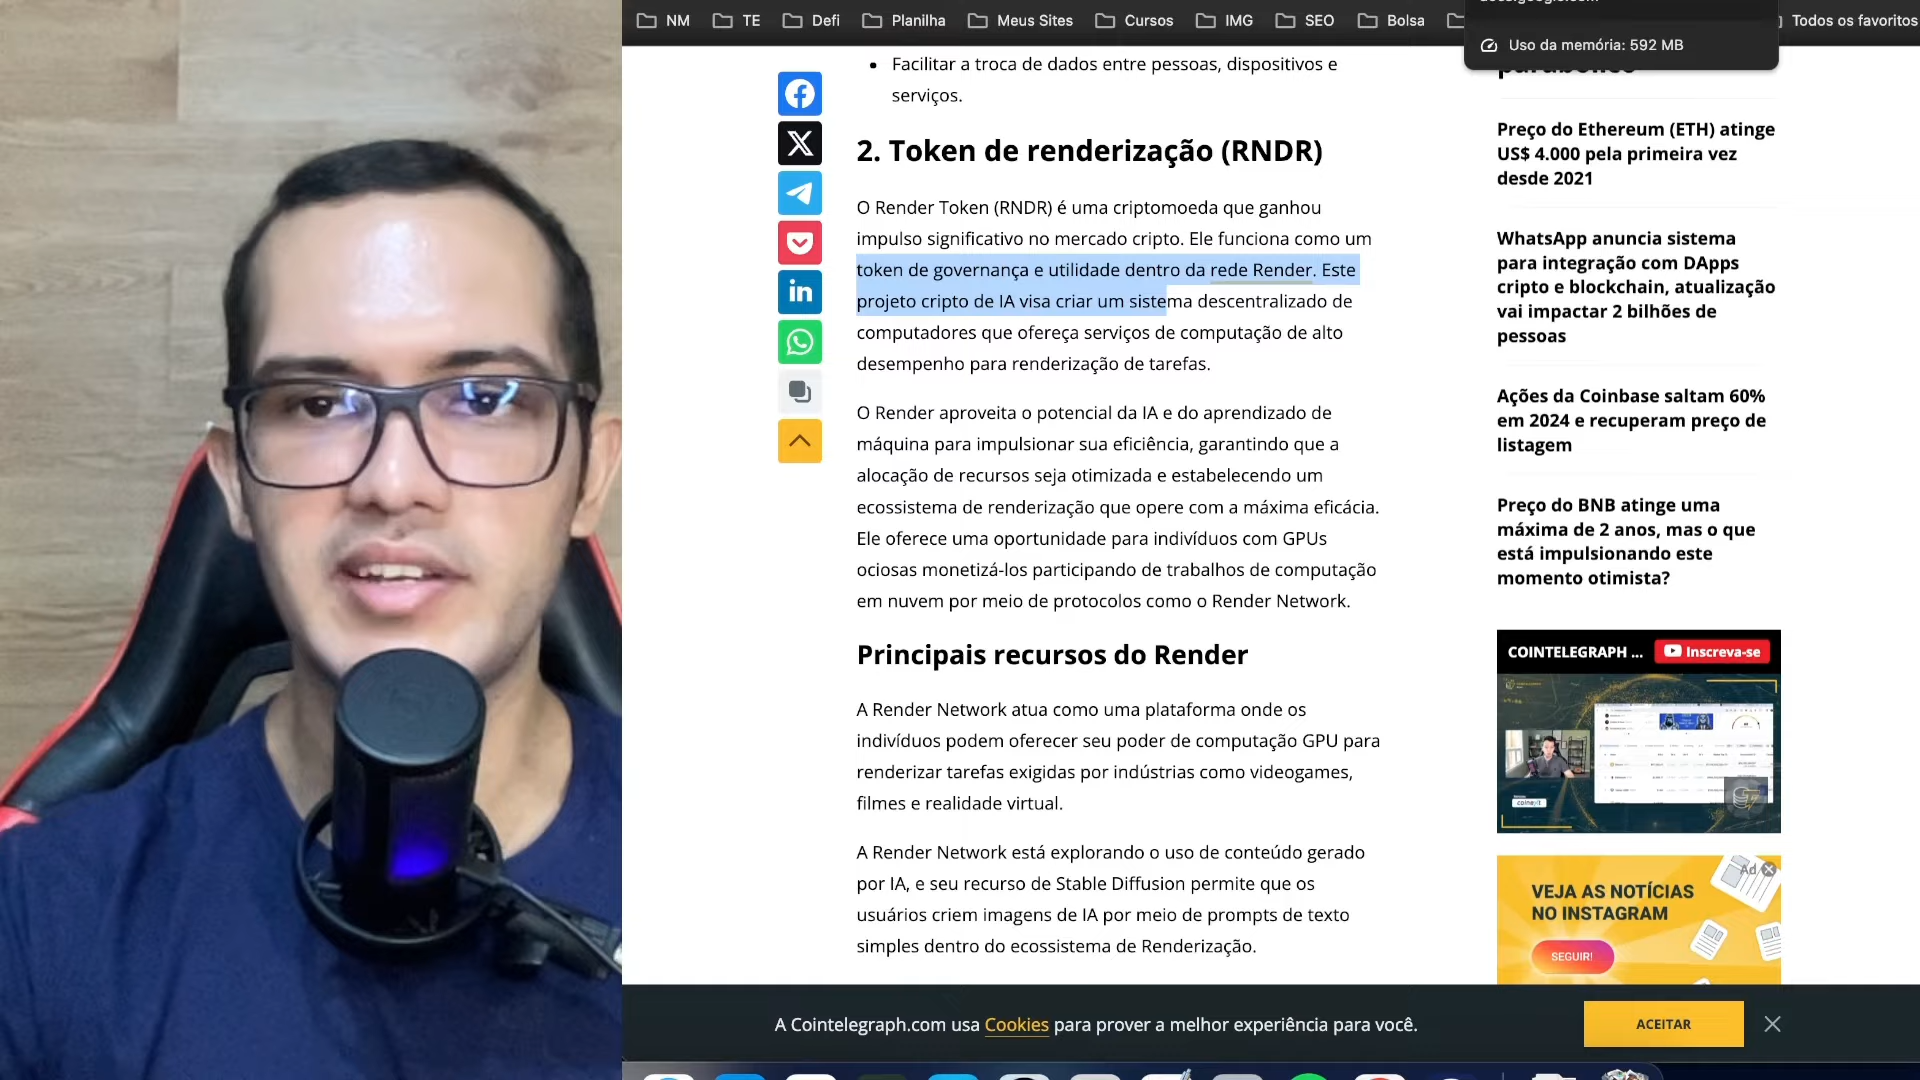 NM
TE
Defi
Planilha
Meus Sites
Cursos
IMG
SEO
Bolsa
Todos os favoritos
Uso da memória: 592 MB
Facilitar a troca de dados entre pessoas, dispositivos e
serviços.
2. Token de renderização (RNDR)
O Render Token (RNDR) é uma criptomoeda que ganhou
impulso significativo no mercado cripto. Ele funciona como um
token de governança e utilidade dentro da rede Render. Este
projeto cripto de IA visa criar um sistema descentralizado de
computadores que ofereça serviços de computação de alto
desempenho para renderização de tarefas.
O Render aproveita o potencial da IA e do aprendizado de
máquina para impulsionar sua eficiência, garantindo que a
alocação de recursos seja otimizada e estabelecendo um
ecossistema de renderização que opere com a máxima eficácia.
Ele oferece uma oportunidade para indivíduos com GPUs
ociosas monetizá-los participando de trabalhos de computação
em nuvem por meio de protocolos como o Render Network.
Principais recursos do Render
A Render Network atua como uma plataforma onde os
indivíduos podem oferecer seu poder de computação GPU para
renderizar tarefas exigidas por indústrias como videogames,
filmes e realidade virtual.
A Render Network está explorando o uso de conteúdo gerado
por IA, e seu recurso de Stable Diffusion permite que os
usuários criem imagens de IA por meio de prompts de texto
simples dentro do ecossistema de Renderização.
Preço do Ethereum (ETH) atinge
US$ 4.000 pela primeira vez
desde 2021
WhatsApp anuncia sistema
para integração com DApps
cripto e blockchain, atualização
vai impactar 2 bilhões de
pessoas
Ações da Coinbase saltam 60%
em 2024 e recuperam preço de
listagem
Preço do BNB atinge uma
máxima de 2 anos, mas o que
está impulsionando este
momento otimista?
COINTELEGRAPH ...
Inscreva-se
Ad
VEJA AS NOTÍCIAS
NO INSTAGRAM
SEGUIR!
A Cointelegraph.com usa Cookies para prover a melhor experiência para você.
ACEITAR